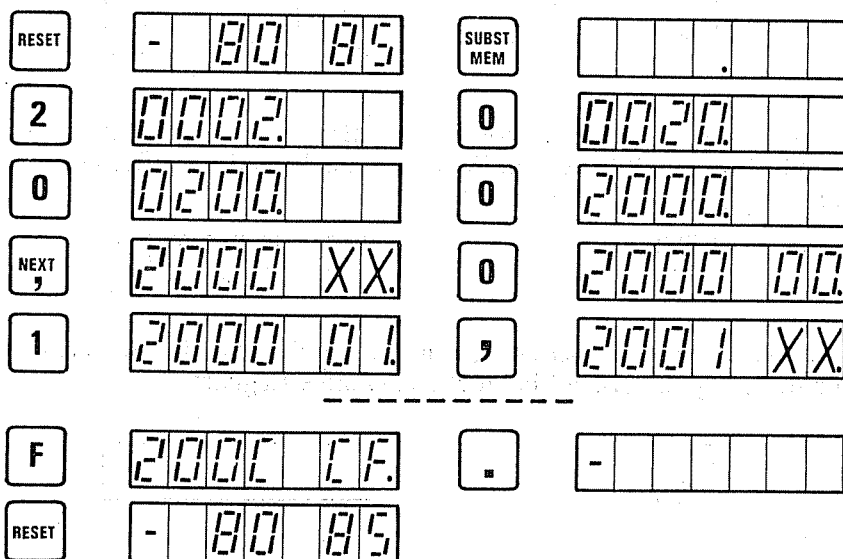 RESET - 80 85 SUBST MEM .
2 0002. 0 0020.
0 0200. 0 2000.
NEXT , 2000 XX. 0 2000 00.
1 2000 01. , 2001 XX.
F 200C CF. . -
RESET - 80 85